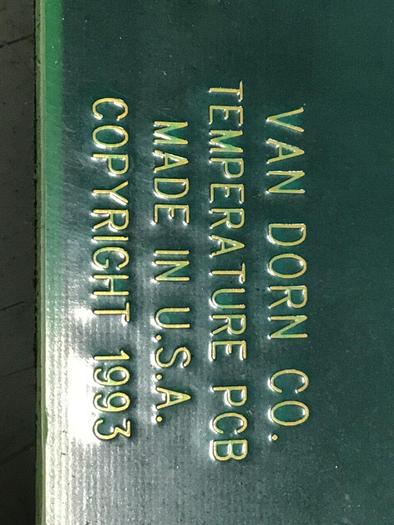 VAN DORN CO.
TEMPERATURE PCB
MADE IN U.S.A.
COPYRIGHT 1993